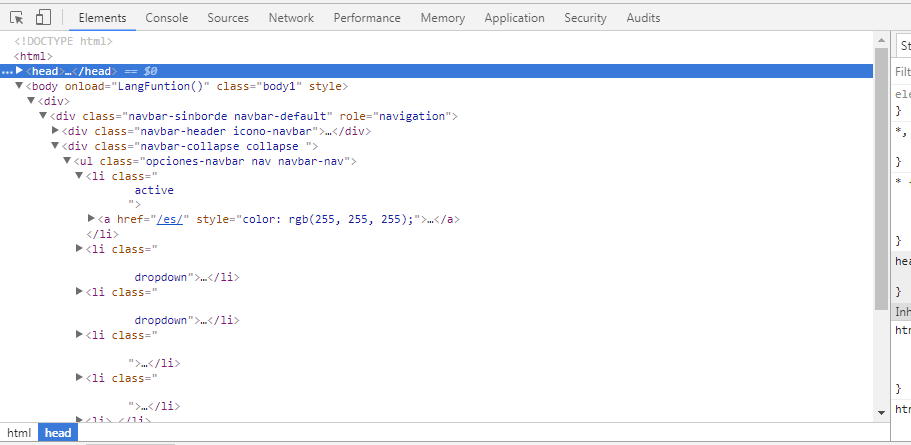 Elements Console Sources Network Performance Memory Application Security Audits
<!DOCTYPE html>
<html>
… <head>…</head> == $0
<body onload="LangFuntion()" class="body1" style>
<div>
<div class="navbar-sinborde navbar-default" role="navigation">
<div class="navbar-header icono-navbar">…</div>
<div class="navbar-collapse collapse ">
<ul class="opciones-navbar nav navbar-nav">
<li class="
active
">
<a href="/es/" style="color: rgb(255, 255, 255);">…</a>
</li>
<li class="
dropdown">…</li>
<li class="
dropdown">…</li>
<li class="
">…</li>
<li class="
">…</li>
html head
St
Filt
ele
}
*,
}
* 
}
hea
}
Inh
htm
}
htm